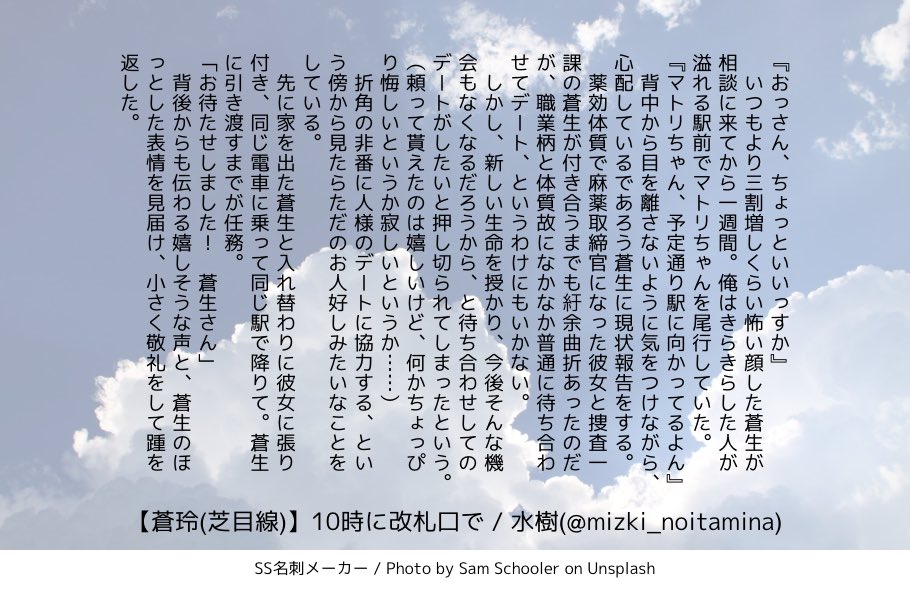 『おっさん、ちょっといいっすか』
　いつもより三割増しくらい怖い顔した蒼生が
相談に来てから一週間。俺はきらきらした人が
溢れる駅前でマトリちゃんを尾行していた。
『マトリちゃん、予定通り駅に向かってるよん』
　背中から目を離さないように気をつけながら、
心配しているであろう蒼生に現状報告をする。
　薬効体質で麻薬取締官になった彼女と捜査一
課の蒼生が付き合うまでも紆余曲折あったのだ
が、職業柄と体質故になかなか普通に待ち合わ
せてデート、というわけにもいかない。
　しかし、新しい生命を授かり、今後そんな機
会もなくなるだろうから、と待ち合わせしての
デートがしたいと押し切られてしまったという。
（頼って貰えたのは嬉しいけど、何かちょっぴ
り悔しいというか寂しいというか……）
　折角の非番に人様のデートに協力する、とい
う傍から見たらただのお人好しみたいなことを
している。
　先に家を出た蒼生と入れ替わりに彼女に張り
付き、同じ電車に乗って同じ駅で降りて。蒼生
に引き渡すまでが任務。
「お待たせしました！　蒼生さん」
　背後からも伝わる嬉しそうな声と、蒼生のほ
っとした表情を見届け、小さく敬礼をして踵を
返した。
【蒼玲(芝目線)】10時に改札口で / 水樹(@mizki_noitamina)
SS名刺メーカー / Photo by Sam Schooler on Unsplash